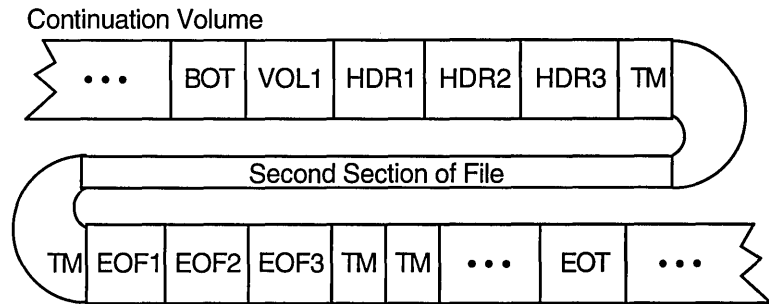 Continuation Volume
• • • BOT VOL1 HDR1 HDR2 HDR3 TM
Second Section of File
TM EOF1 EOF2 EOF3 TM TM • • • EOT • • •